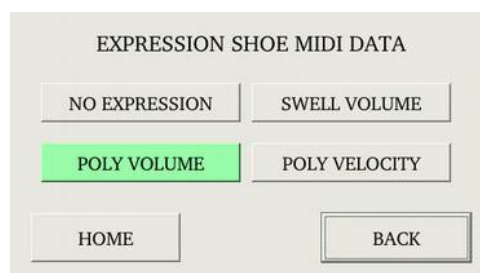 EXPRESSION SHOE MIDI DATA
NO EXPRESSION SWELL VOLUME
POLY VOLUME POLY VELOCITY
HOME BACK